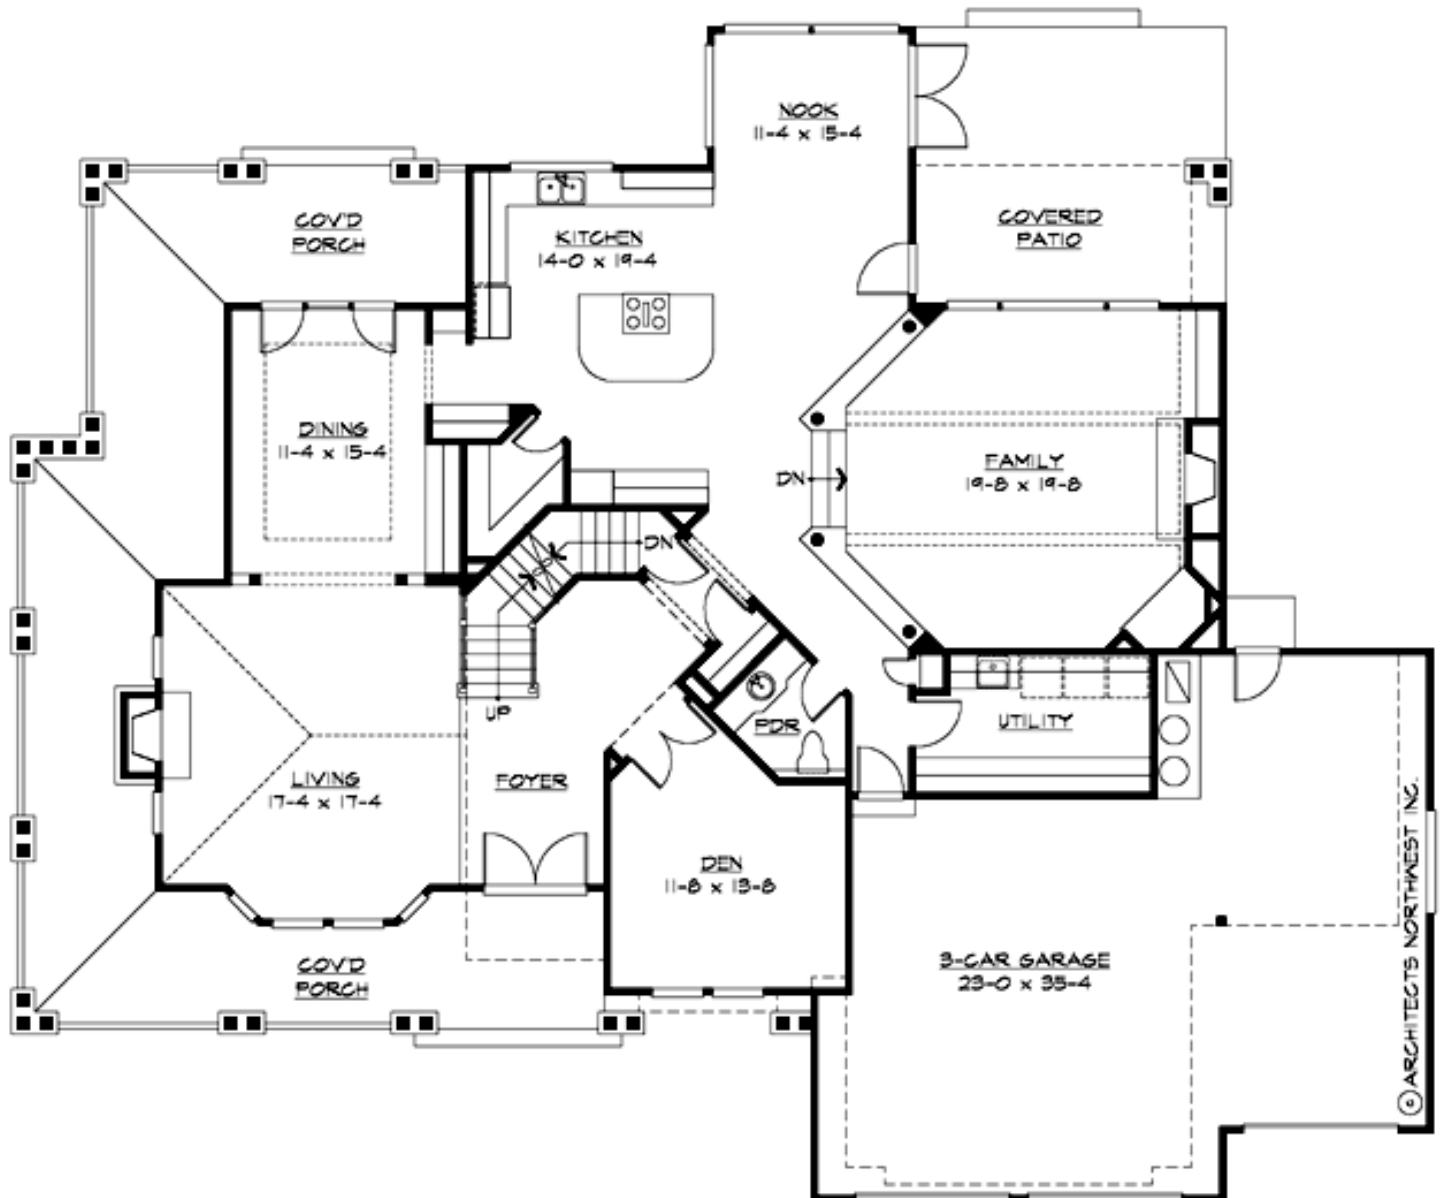 NOOK
11-4 x 15-4
COV'D
PORCH
KITCHEN
14-0 x 19-4
COVERED
PATIO
DINING
11-4 x 15-4
FAMILY
19-8 x 19-8
DN
DN
UP
PDR
UTILITY
LIVING
17-4 x 17-4
FOYER
DEN
11-8 x 13-8
COV'D
PORCH
3-CAR GARAGE
23-0 x 35-4
© ARCHITECTS NORTHWEST INC.